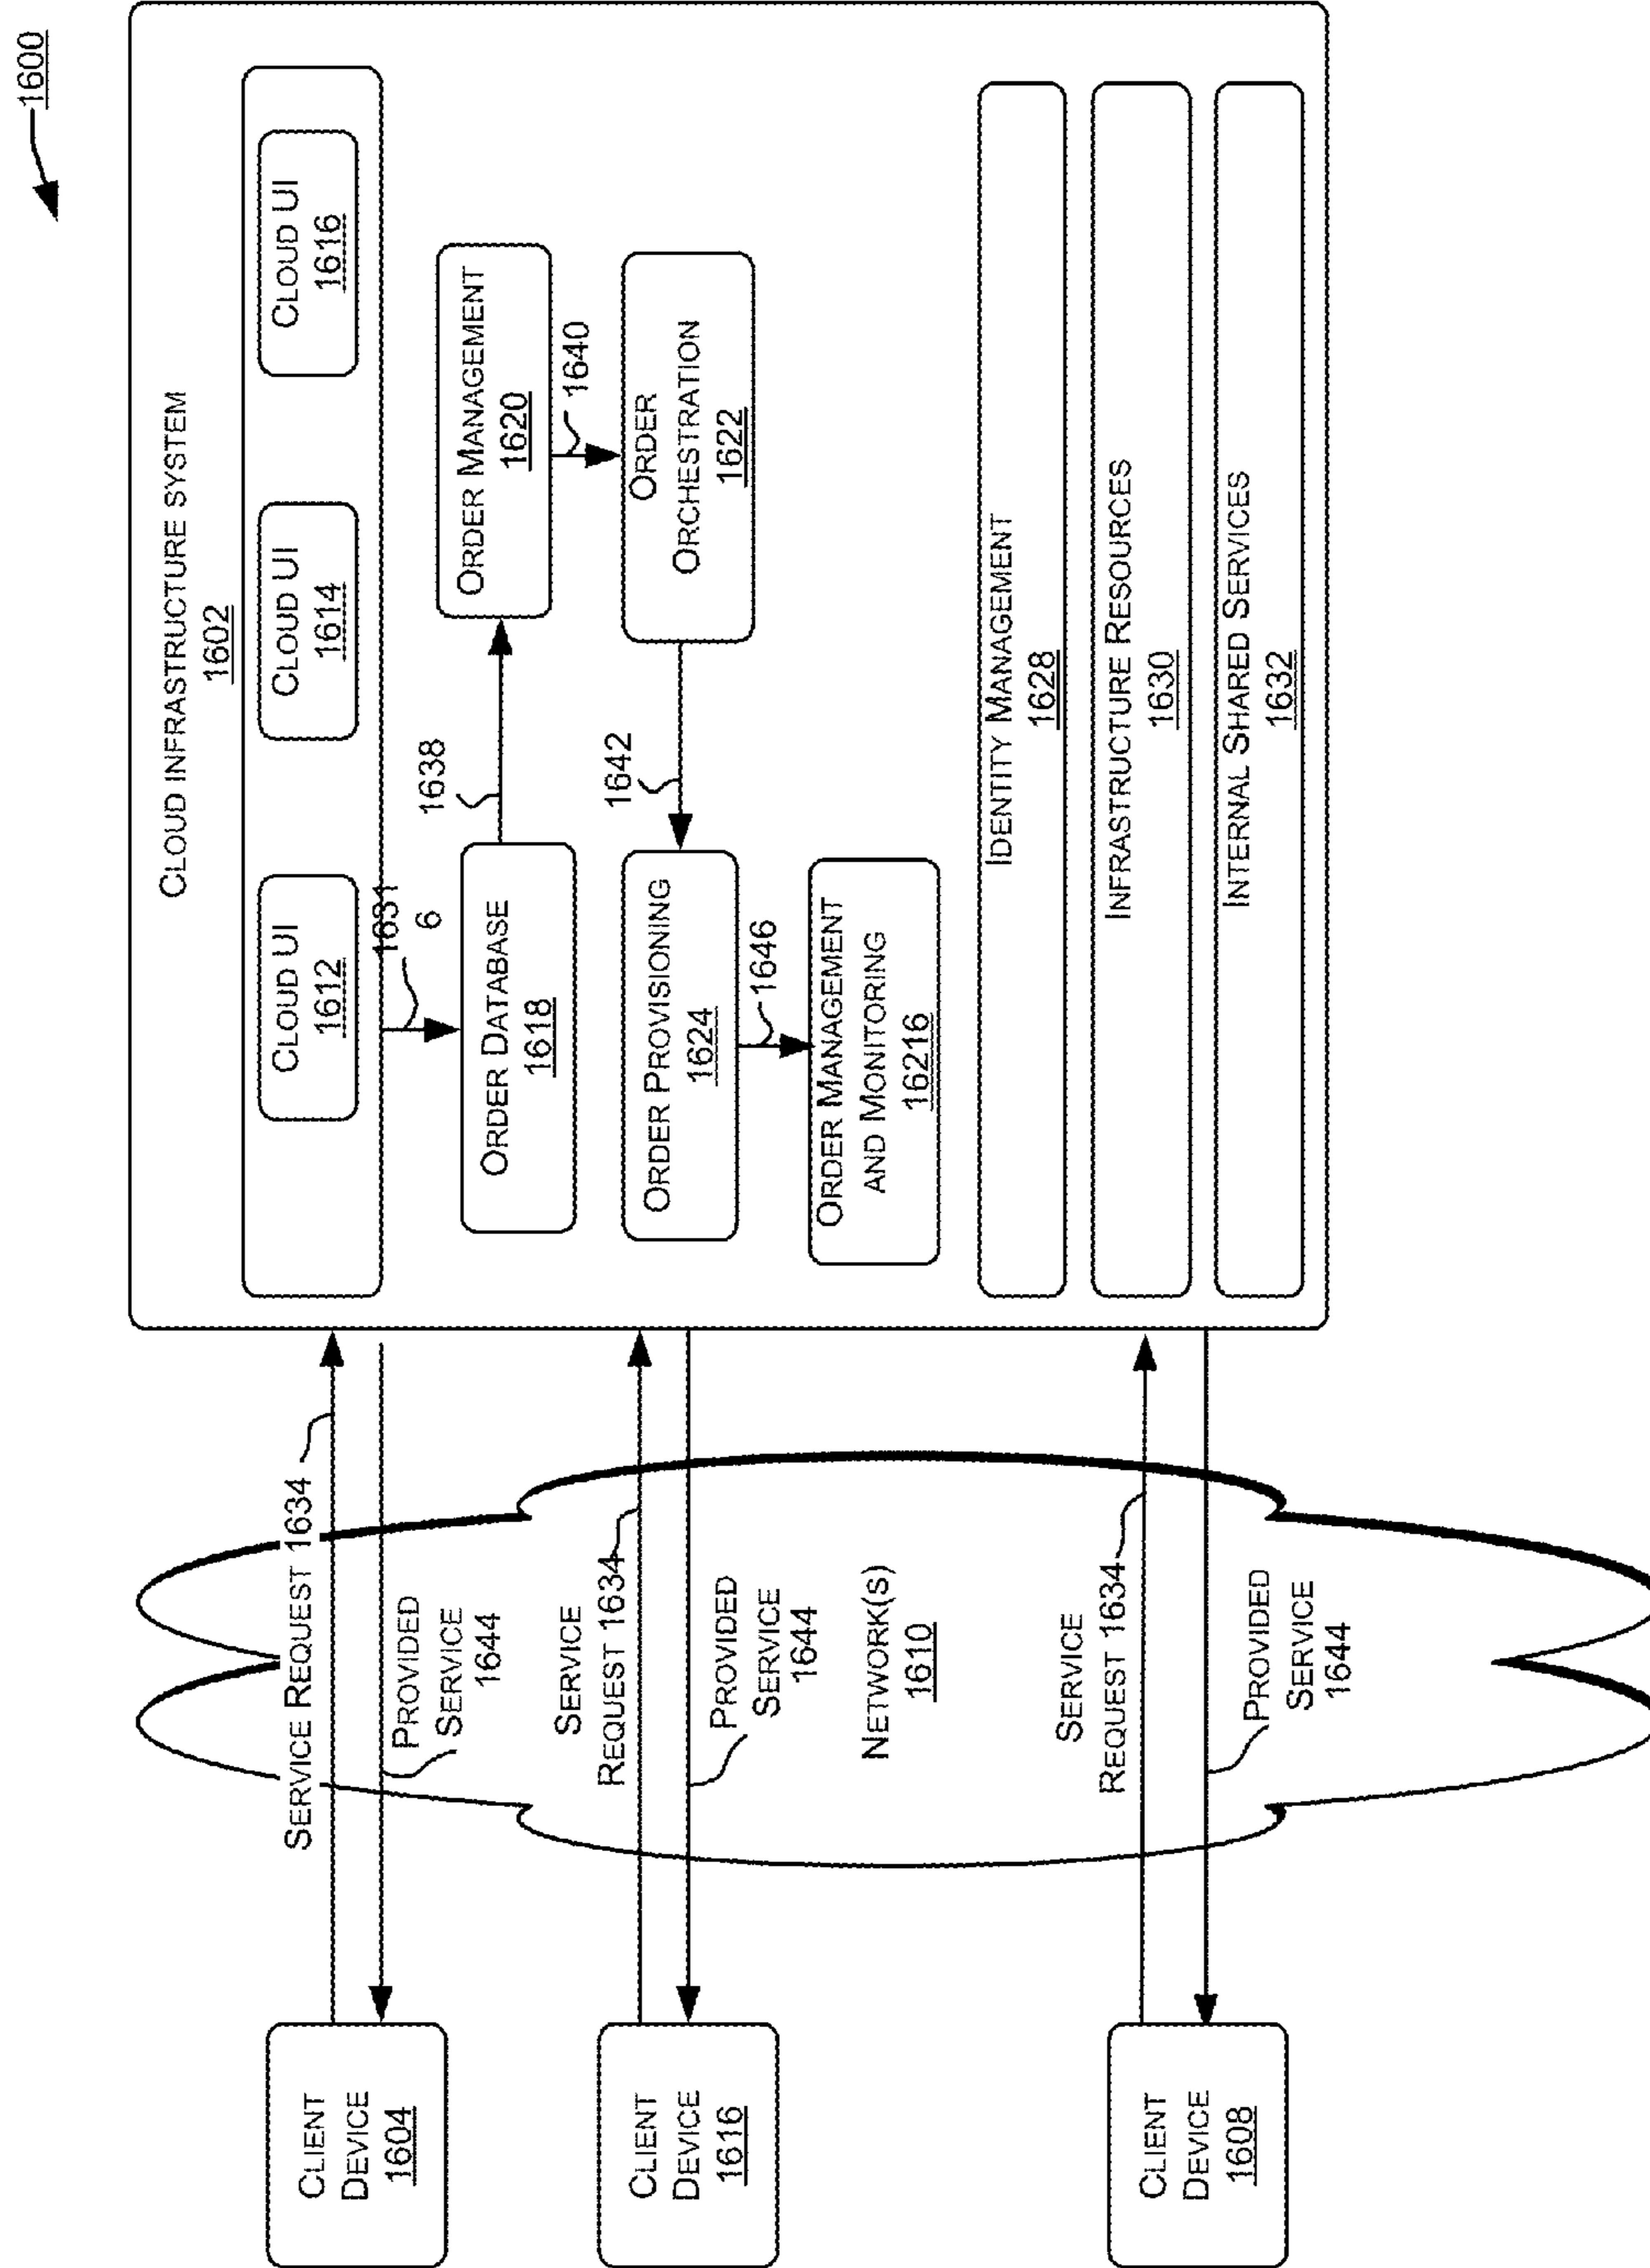 1600
CLOUD INFRASTRUCTURE SYSTEM
1602
CLOUD UI
1612
CLOUD UI
1614
CLOUD UI
1616
1631
6
ORDER DATABASE
1618
1638
ORDER MANAGEMENT
1620
1640
ORDER
ORCHESTRATION
1622
1642
ORDER PROVISIONING
1624
1646
ORDER MANAGEMENT
AND MONITORING
16216
IDENTITY MANAGEMENT
1628
INFRASTRUCTURE RESOURCES
1630
INTERNAL SHARED SERVICES
1632
CLIENT
DEVICE
1604
SERVICE REQUEST 1634
PROVIDED
SERVICE
1644
CLIENT
DEVICE
1616
SERVICE
REQUEST 1634
PROVIDED
SERVICE
1644
NETWORK(S)
1610
CLIENT
DEVICE
1608
SERVICE
REQUEST 1634
PROVIDED
SERVICE
1644